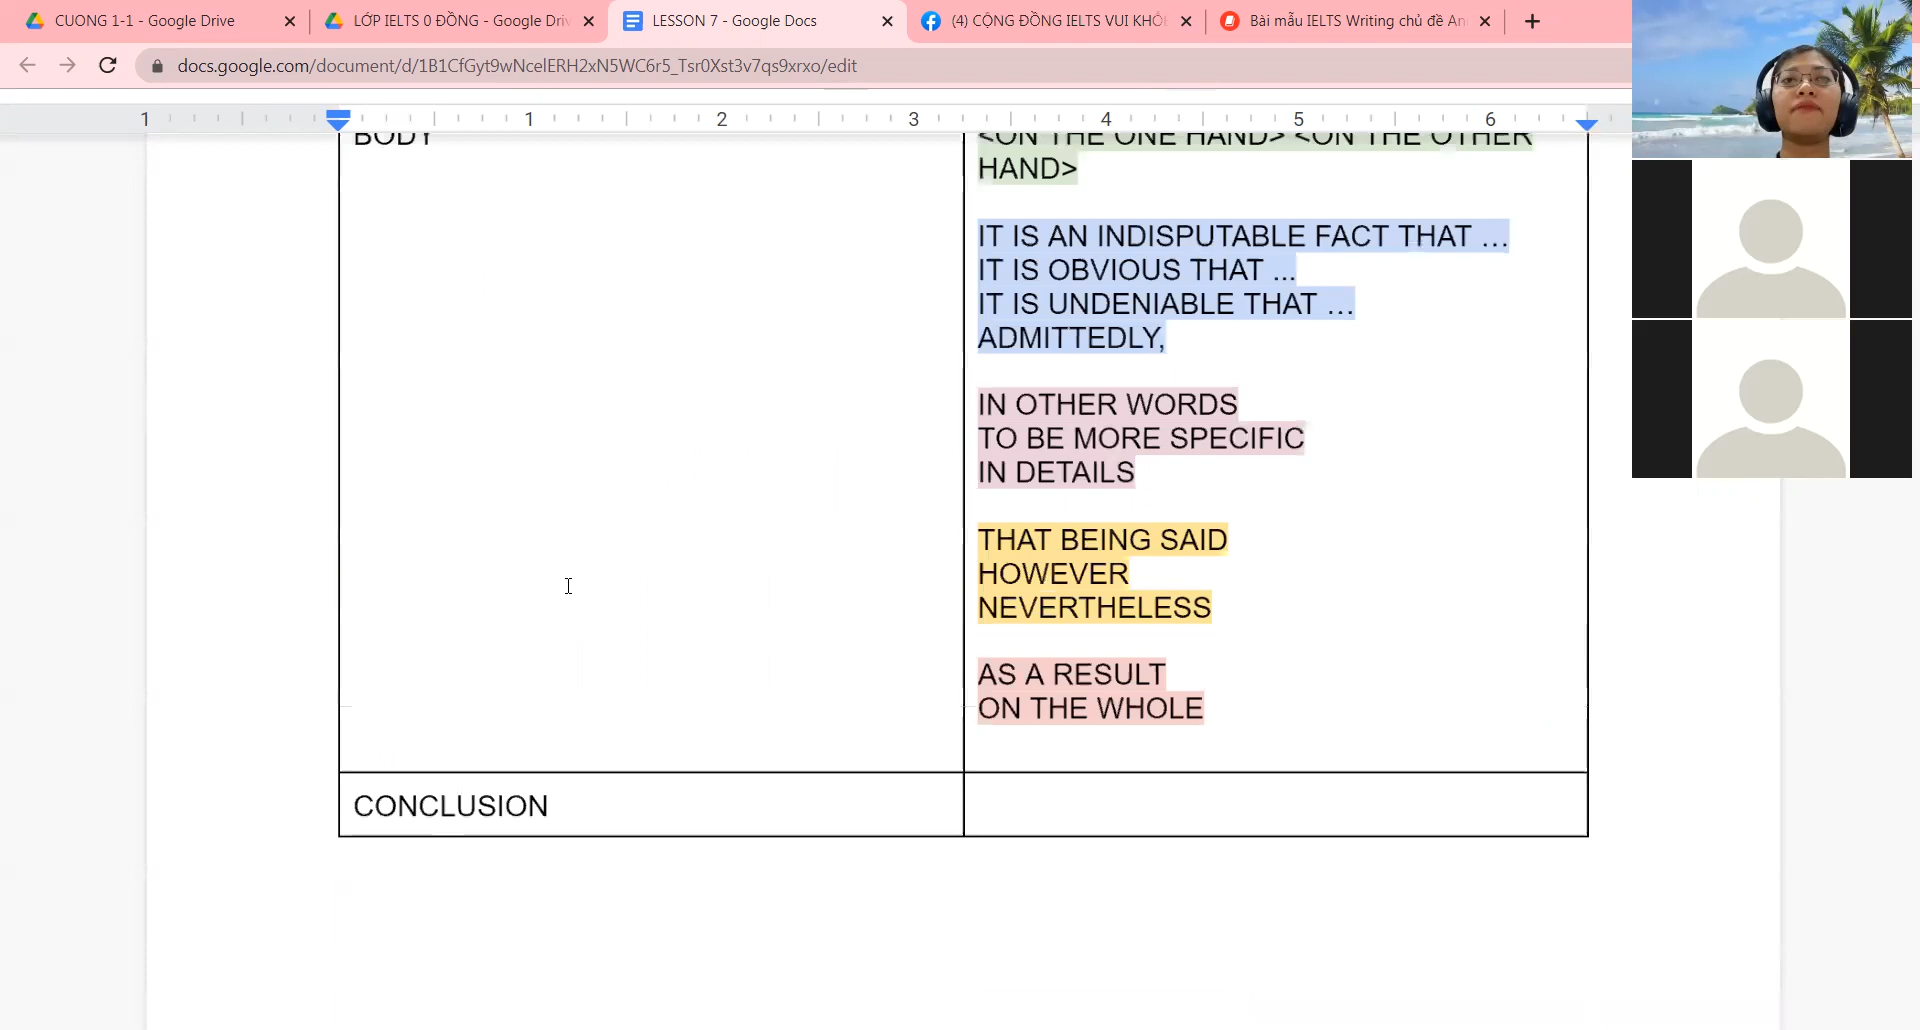 CUONG 1-1 - Google Drive
LỚP IELTS 0 ĐỒNG - Google Driv
LESSON 7 - Google Docs
(4) CỘNG ĐỒNG IELTS VUI KHỎE
Bài mẫu IELTS Writing chủ đề An
docs.google.com/document/d/1B1CfGyt9wNcelERH2xN5WC6r5_Tsr0Xst3v7qs9xrxo/edit
1 1 2 3 4 5 6
BODY
<ON THE ONE HAND> <ON THE OTHER
HAND>
IT IS AN INDISPUTABLE FACT THAT …
IT IS OBVIOUS THAT ...
IT IS UNDENIABLE THAT …
ADMITTEDLY,
IN OTHER WORDS
TO BE MORE SPECIFIC
IN DETAILS
THAT BEING SAID
HOWEVER
NEVERTHELESS
AS A RESULT
ON THE WHOLE
CONCLUSION